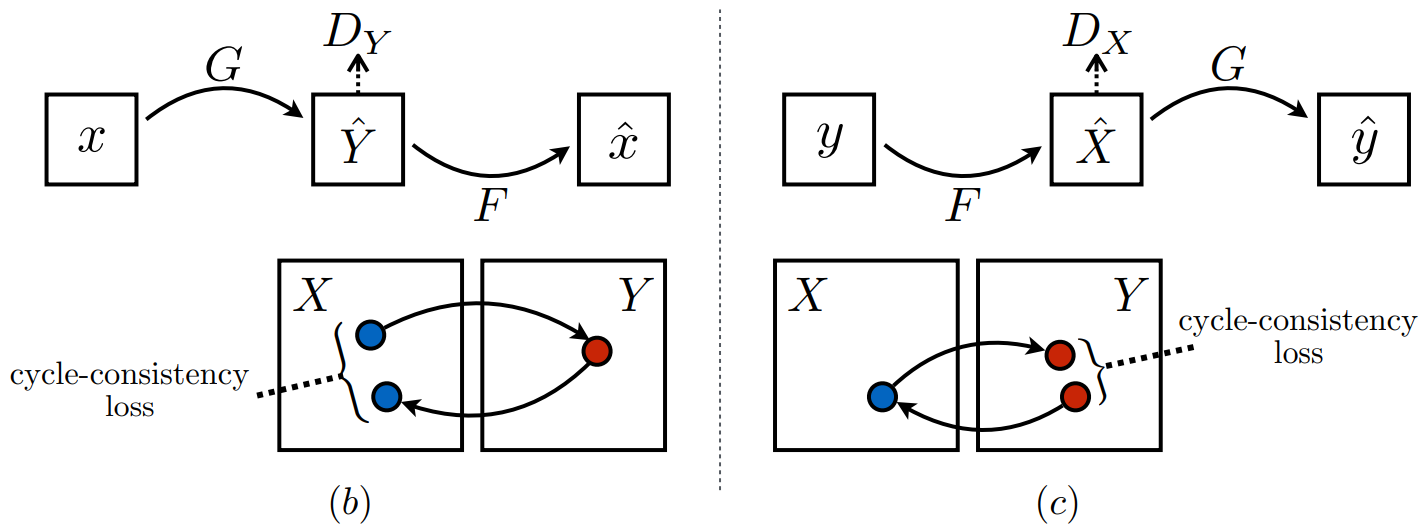 D_Y
G
x
Ŷ
x̂
F
X
Y
cycle-consistency
loss
(b)
D_X
G
y
X̂
ŷ
F
X
Y
cycle-consistency
loss
(c)